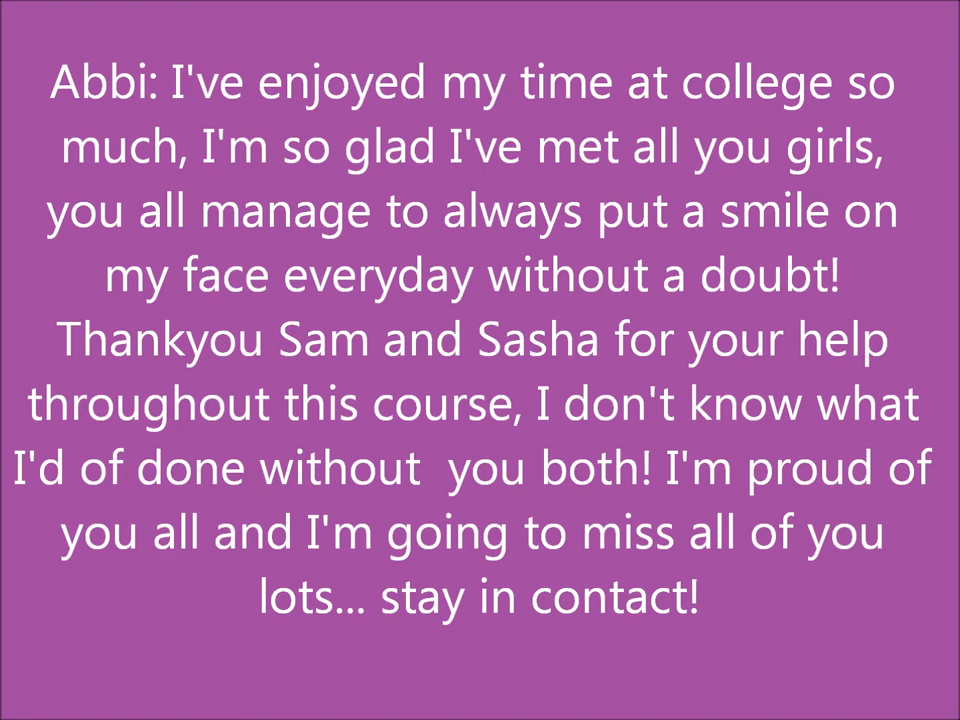 Abbi: I've enjoyed my time at college so
much, I'm so glad I've met all you girls,
you all manage to always put a smile on
my face everyday without a doubt!
Thankyou Sam and Sasha for your help
throughout this course, I don't know what
I'd of done without  you both! I'm proud of
you all and I'm going to miss all of you
lots... stay in contact!